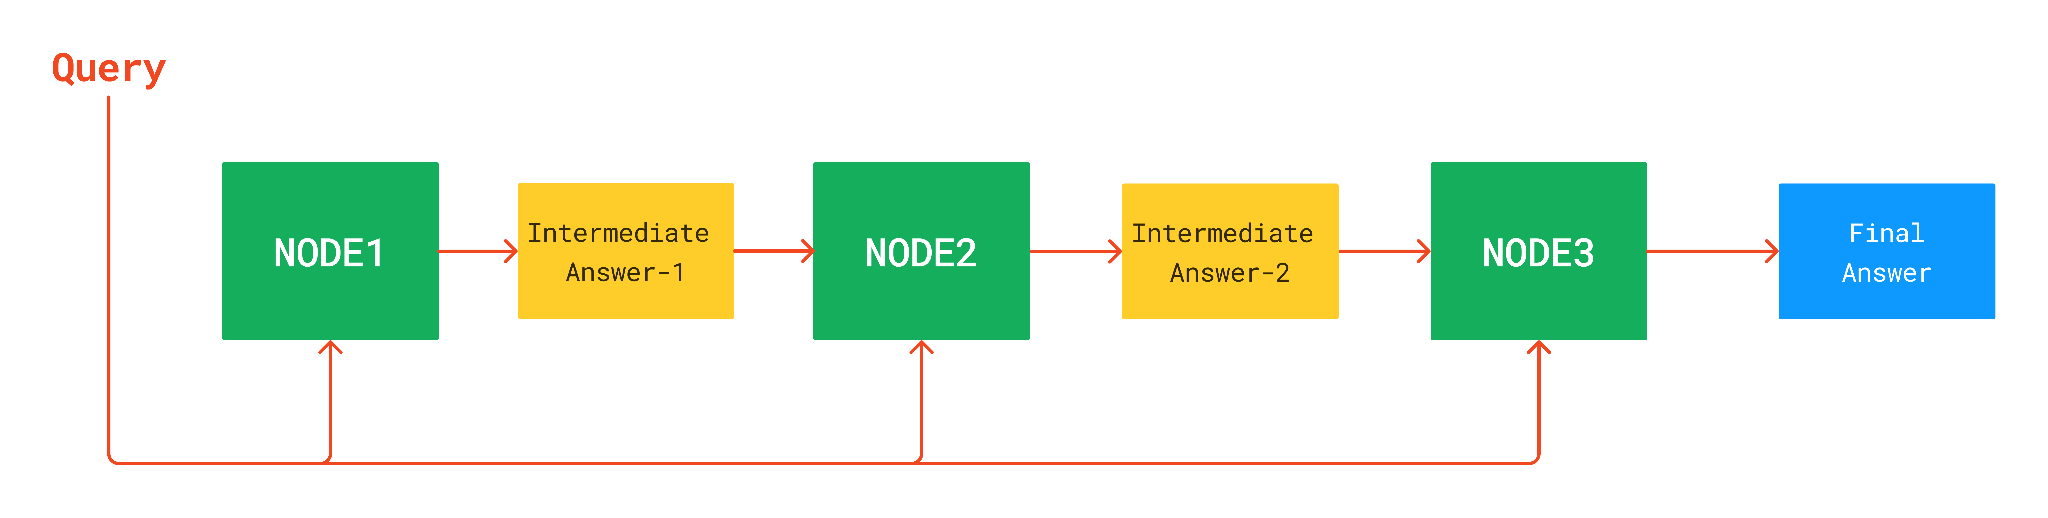 Query
NODE1
Intermediate
Answer-1
NODE2
Intermediate
Answer-2
NODE3
Final
Answer